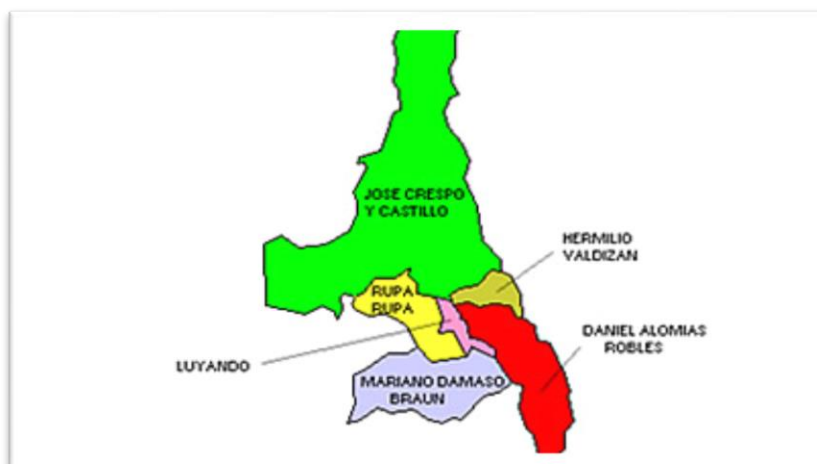 JOSE CRESPO
Y CASTILLO
HERMILIO
VALDIZAN
RUPA
RUPA
DANIEL ALOMIAS
ROBLES
LUYANDO
MARIANO DAMASO
BRAUN